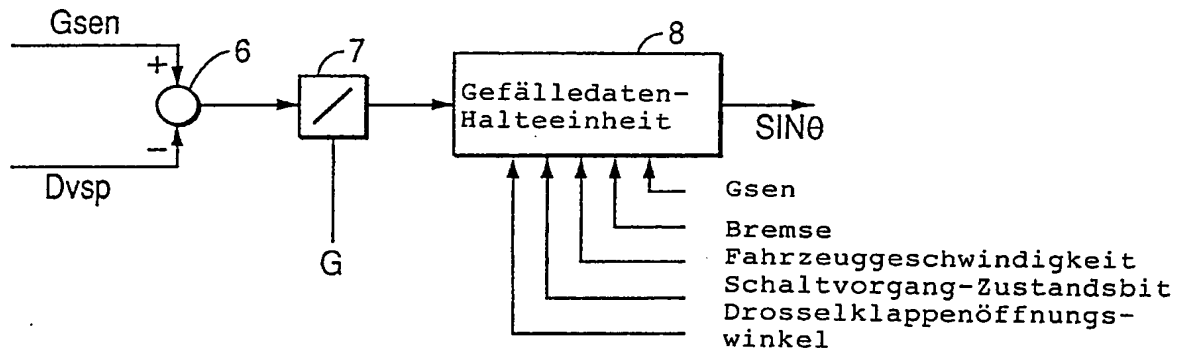 Gsen
+
6
7
8
Gefälledaten-
Halteeinheit
SINθ
−
Dvsp
G
Gsen
Bremse
Fahrzeuggeschwindigkeit
Schaltvorgang-Zustandsbit
Drosselklappenöffnungs-
winkel